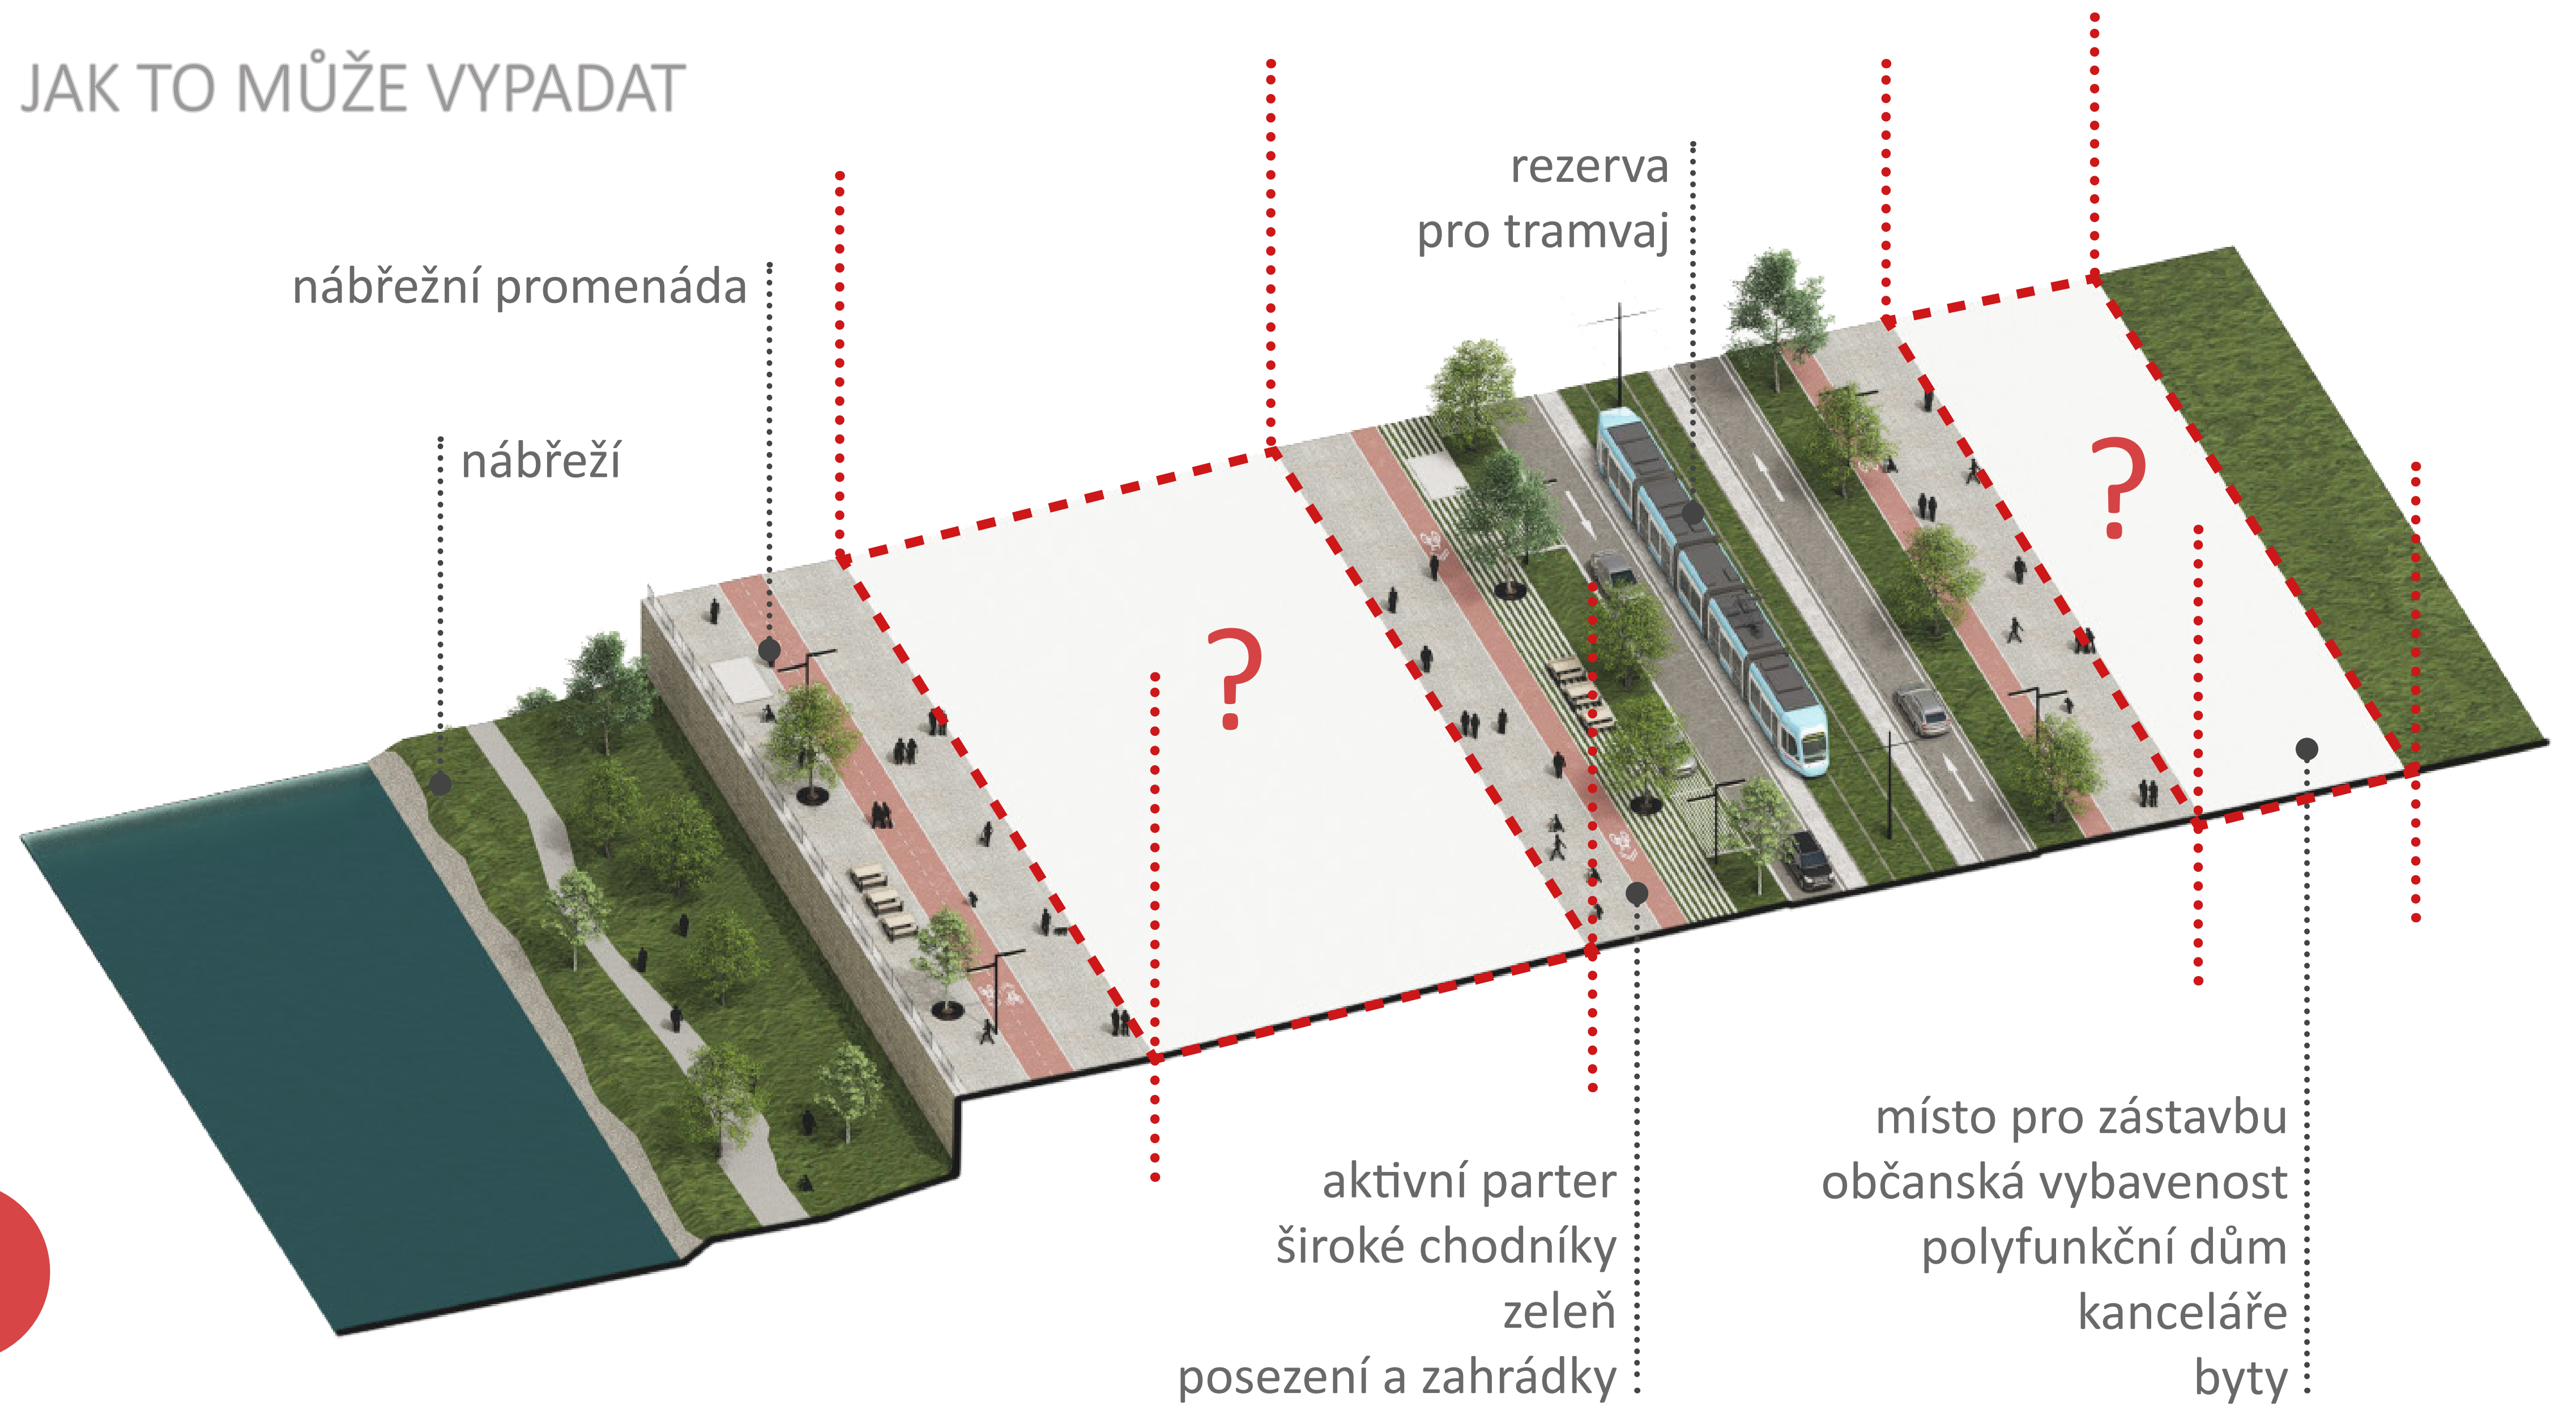 JAK TO MŮŽE VYPADAT
rezerva
pro tramvaj
nábřežní promenáda
nábřeží
?
?
aktivní parter
široké chodníky
zeleň
posezení a zahrádky
místo pro zástavbu
občanská vybavenost
polyfunkční dům
kanceláře
byty